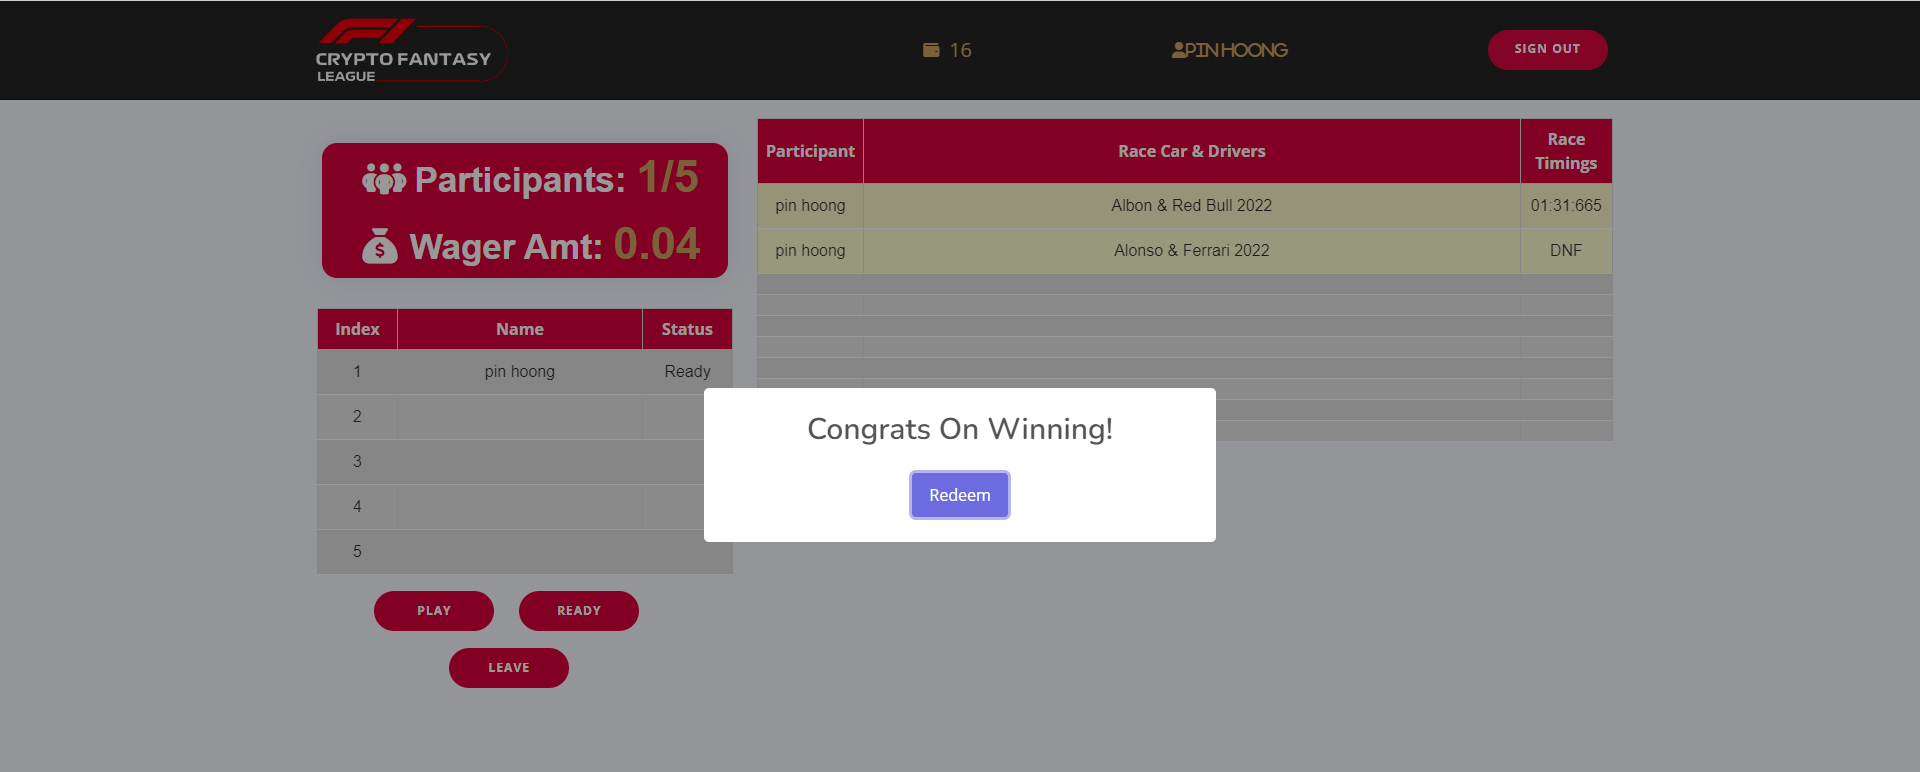 CRYPTO FANTASY
LEAGUE
16
PIN HOONG
SIGN OUT
Participants: 1/5
Wager Amt: 0.04
Index Name Status
1 pin hoong Ready
2
3
4
5
PLAY READY
LEAVE
Participant Race Car & Drivers Race
Timings
pin hoong Albon & Red Bull 2022 01:31:665
pin hoong Alonso & Ferrari 2022 DNF
Congrats On Winning!
Redeem